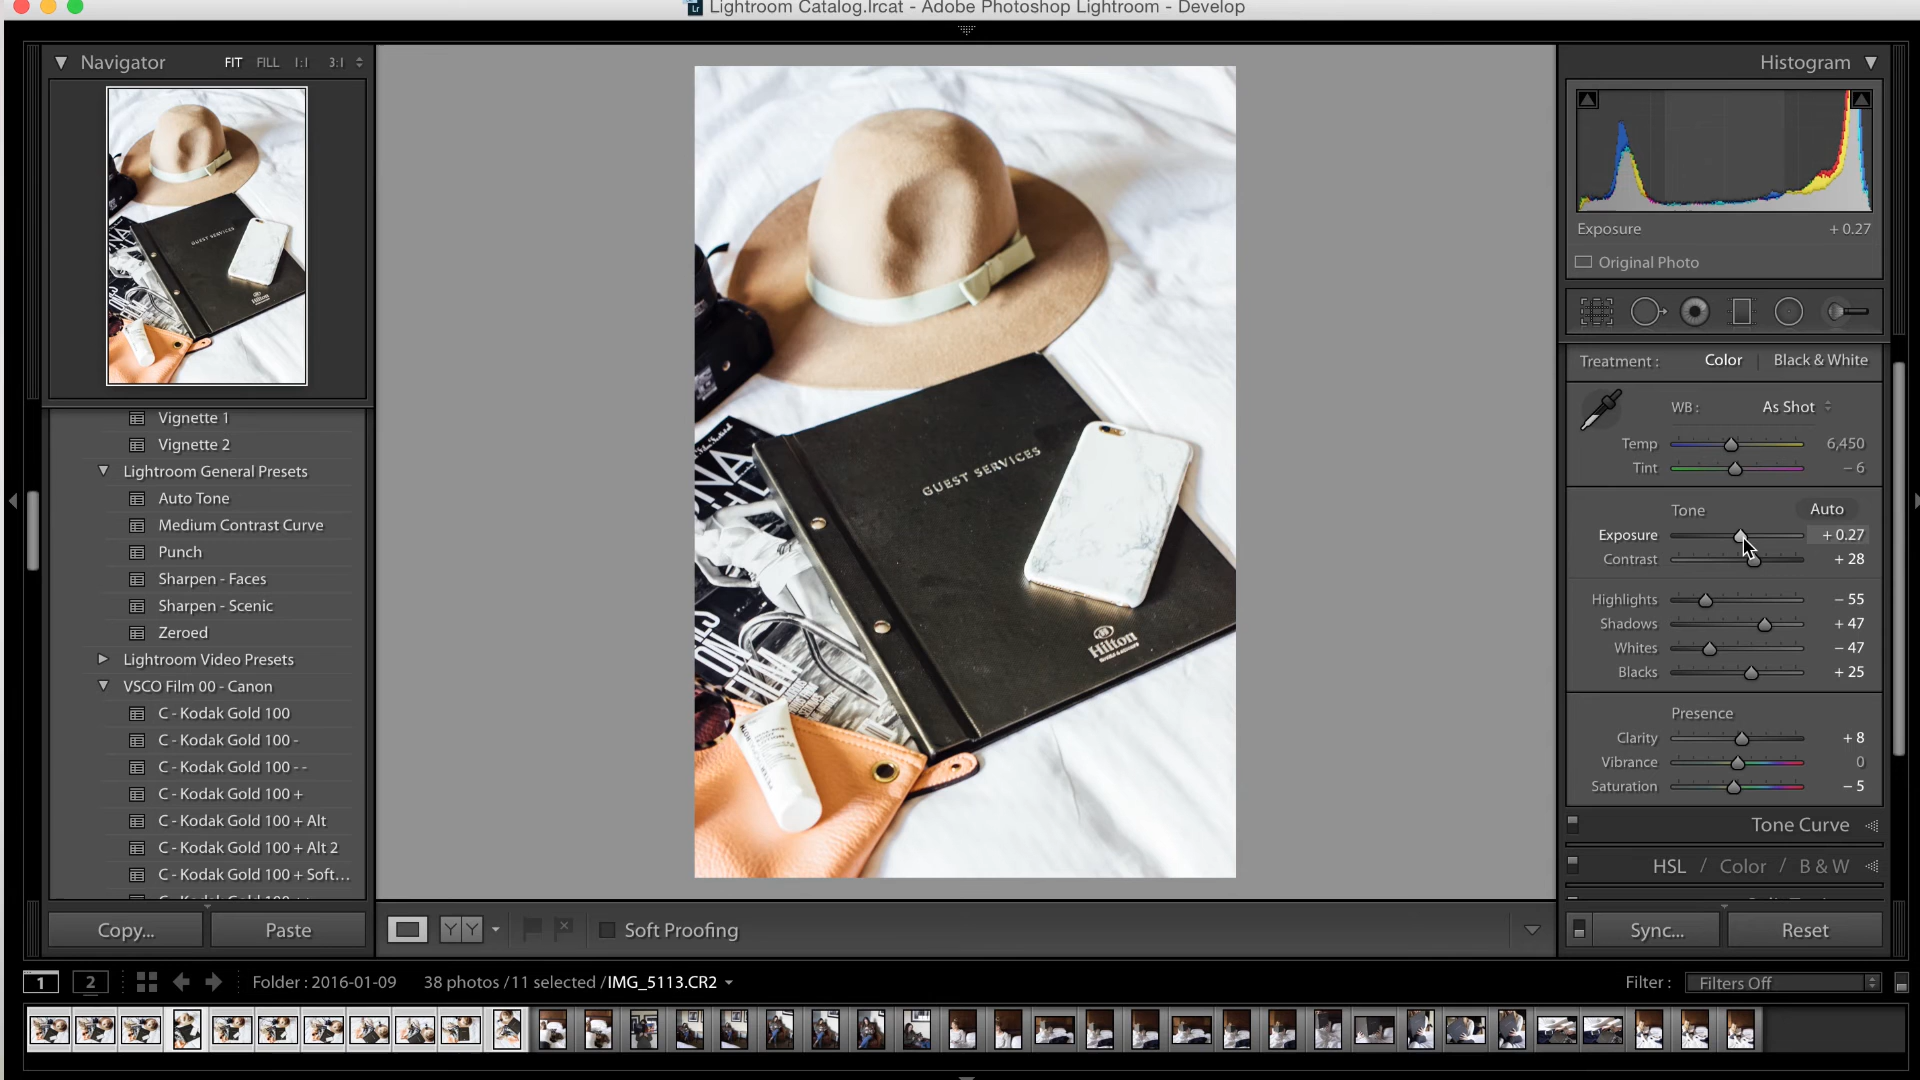 Lightroom Catalog.lrcat - Adobe Photoshop Lightroom - Develop
Navigator
FIT FILL 1:1 3:1
GUEST SERVICES
Hilton
Vignette 1
Vignette 2
Lightroom General Presets
Auto Tone
Medium Contrast Curve
Punch
Sharpen - Faces
Sharpen - Scenic
Zeroed
Lightroom Video Presets
VSCO Film 00 - Canon
C - Kodak Gold 100
C - Kodak Gold 100 -
C - Kodak Gold 100 - -
C - Kodak Gold 100 +
C - Kodak Gold 100 + Alt
C - Kodak Gold 100 + Alt 2
C - Kodak Gold 100 + Soft...
Copy... Paste
GUEST SERVICES
Hilton
Y Y
Soft Proofing
Histogram
Exposure + 0.27
Original Photo
Treatment : Color Black & White
WB : As Shot
Temp 6,450
Tint - 6
Tone Auto
Exposure + 0.27
Contrast + 28
Highlights - 55
Shadows + 47
Whites - 47
Blacks + 25
Presence
Clarity + 8
Vibrance 0
Saturation - 5
Tone Curve
HSL / Color / B & W
Sync... Reset
1 2 Folder : 2016-01-09 38 photos / 11 selected / IMG_5113.CR2 Filter : Filters Off